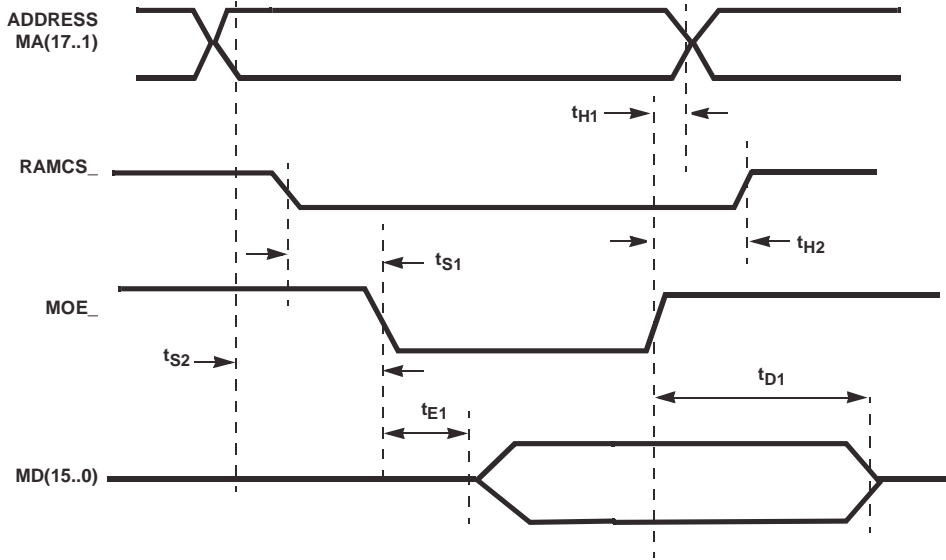 ADDRESS
MA(17..1)
tH1
RAMCS_
tH2
tS1
MOE_
tS2
tD1
tE1
MD(15..0)